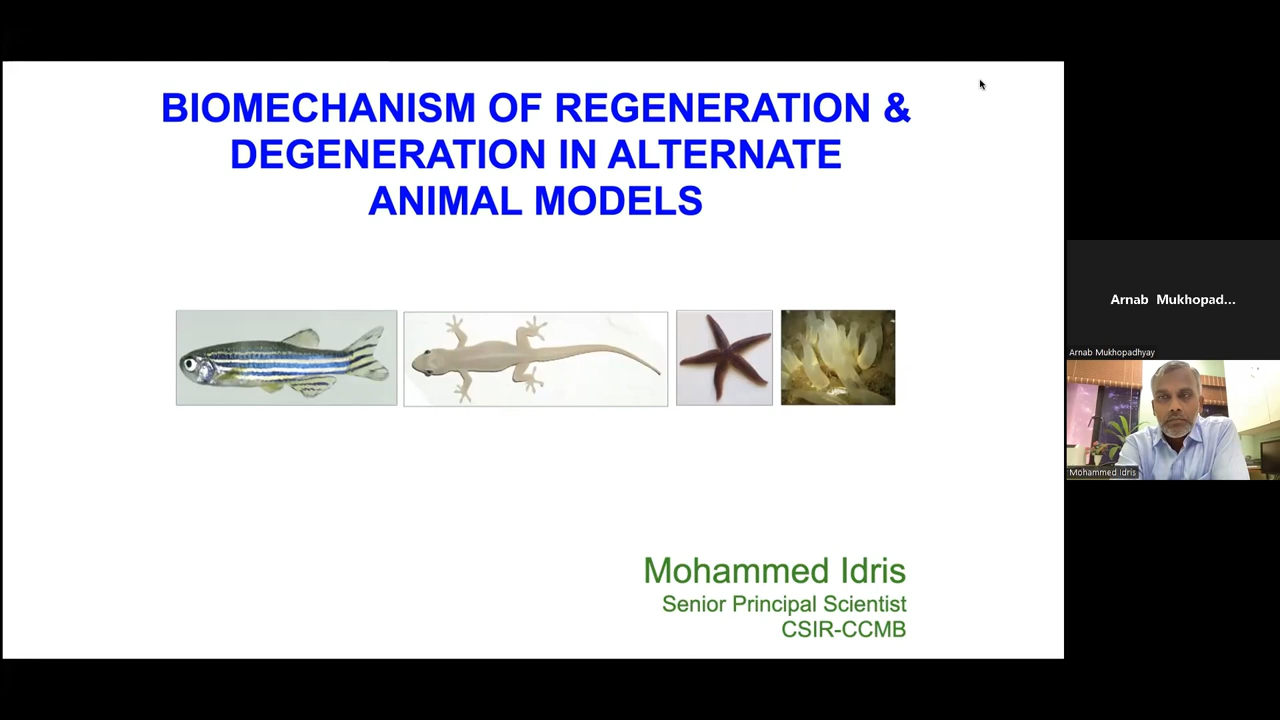 BIOMECHANISM OF REGENERATION &
DEGENERATION IN ALTERNATE
ANIMAL MODELS
Mohammed Idris
Senior Principal Scientist
CSIR-CCMB
Arnab Mukhopad...
Arnab Mukhopadhyay
Mohammed Idris